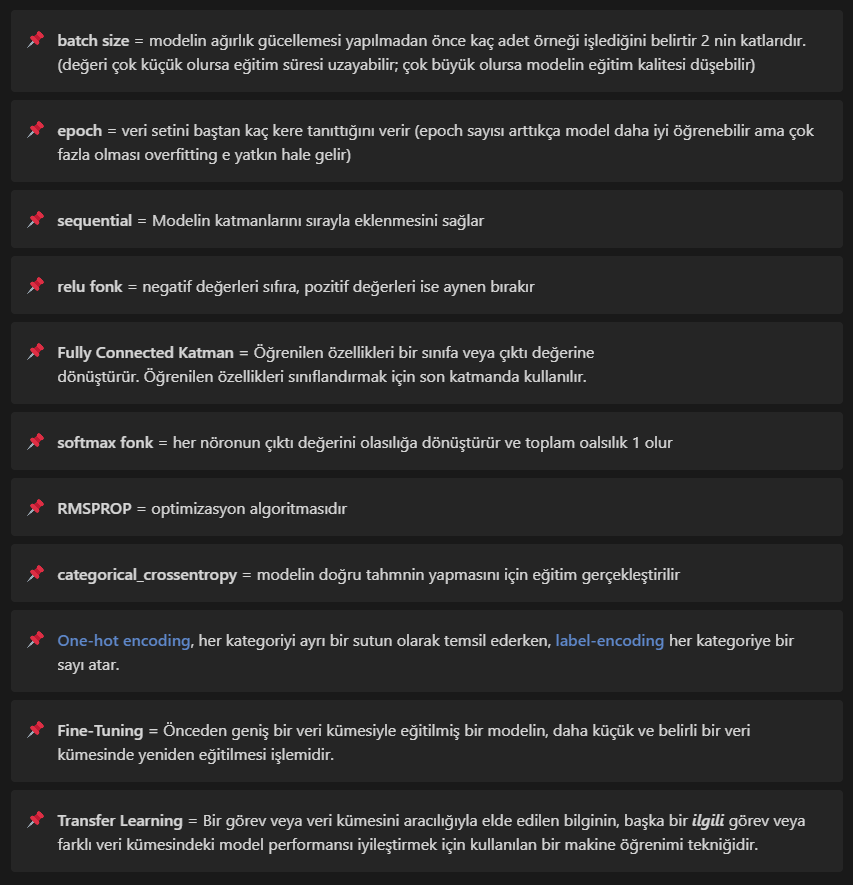 batch size = modelin ağırlık gücellemesi yapılmadan önce kaç adet örneği işlediğini belirtir 2 nin katlarıdır.
(değeri çok küçük olursa eğitim süresi uzayabilir; çok büyük olursa modelin eğitim kalitesi düşebilir)
epoch = veri setini baştan kaç kere tanıttığını verir (epoch sayısı arttıkça model daha iyi öğrenebilir ama çok
fazla olması overfitting e yatkın hale gelir)
sequential = Modelin katmanlarını sırayla eklenmesini sağlar
relu fonk = negatif değerleri sıfıra, pozitif değerleri ise aynen bırakır
Fully Connected Katman = Öğrenilen özellikleri bir sınıfa veya çıktı değerine
dönüştürür. Öğrenilen özellikleri sınıflandırmak için son katmanda kullanılır.
softmax fonk = her nöronun çıktı değerini olasılığa dönüştürür ve toplam oalsılık 1 olur
RMSPROP = optimizasyon algoritmasıdır
categorical_crossentropy = modelin doğru tahmnin yapmasını için eğitim gerçekleştirilir
One-hot encoding, her kategoriyi ayrı bir sutun olarak temsil ederken, label-encoding her kategoriye bir
sayı atar.
Fine-Tuning = Önceden geniş bir veri kümesiyle eğitilmiş bir modelin, daha küçük ve belirli bir veri
kümesinde yeniden eğitilmesi işlemidir.
Transfer Learning = Bir görev veya veri kümesini aracılığıyla elde edilen bilginin, başka bir ilgili görev veya
farklı veri kümesindeki model performansı iyileştirmek için kullanılan bir makine öğrenimi tekniğidir.